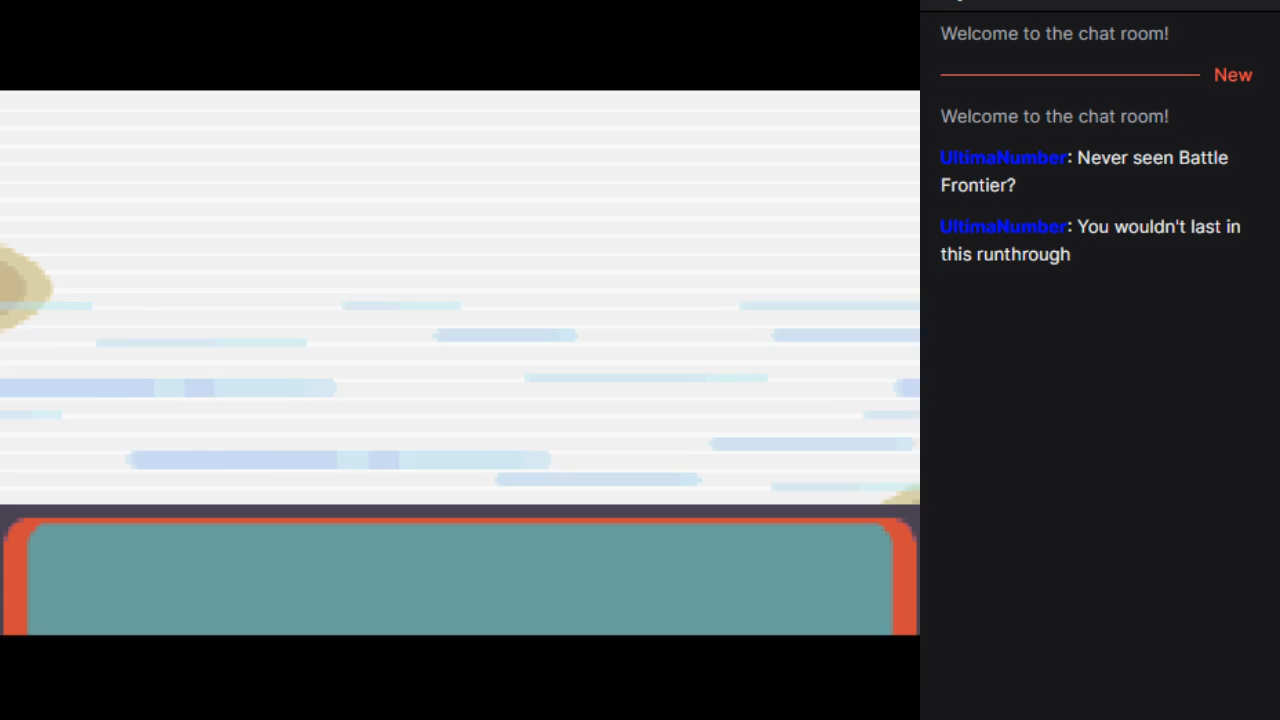 Welcome to the chat room!
New
Welcome to the chat room!
UltimaNumber: Never seen Battle
Frontier?
UltimaNumber: You wouldn't last in
this runthrough